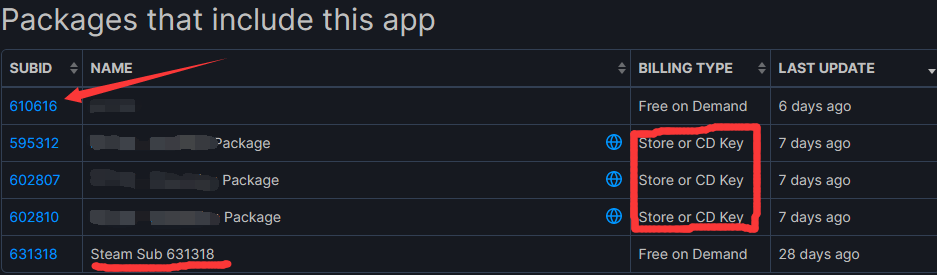 Packages that include this app
SUBID NAME BILLING TYPE LAST UPDATE
610616 Free on Demand 6 days ago
595312 Package Store or CD Key 7 days ago
602807 Package Store or CD Key 7 days ago
602810 Package Store or CD Key 7 days ago
631318 Steam Sub 631318 Free on Demand 28 days ago